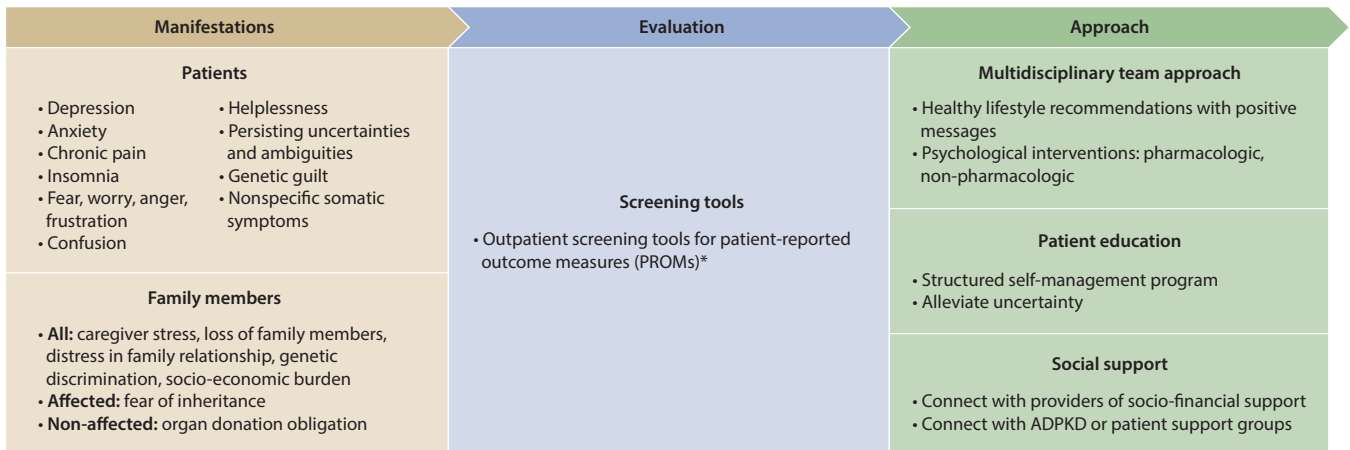 Manifestations
Patients
• Depression
• Anxiety
• Chronic pain
• Insomnia
• Fear, worry, anger,
frustration
• Confusion
• Helplessness
• Persisting uncertainties
and ambiguities
• Genetic guilt
• Nonspecific somatic
symptoms
Family members
• All: caregiver stress, loss of family members,
distress in family relationship, genetic
discrimination, socio-economic burden
• Affected: fear of inheritance
• Non-affected: organ donation obligation
Evaluation
Screening tools
• Outpatient screening tools for patient-reported
outcome measures (PROMs)*
Approach
Multidisciplinary team approach
• Healthy lifestyle recommendations with positive
messages
• Psychological interventions: pharmacologic,
non-pharmacologic
Patient education
• Structured self-management program
• Alleviate uncertainty
Social support
• Connect with providers of socio-financial support
• Connect with ADPKD or patient support groups